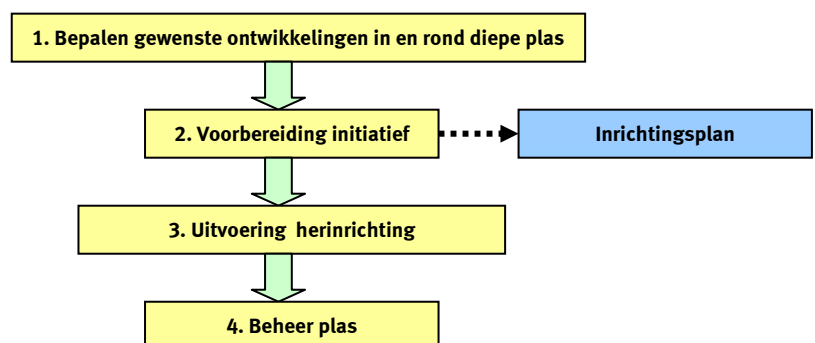 1. Bepalen gewenste ontwikkelingen in en rond diepe plas
2. Voorbereiding initiatief
Inrichtingsplan
3. Uitvoering herinrichting
4. Beheer plas